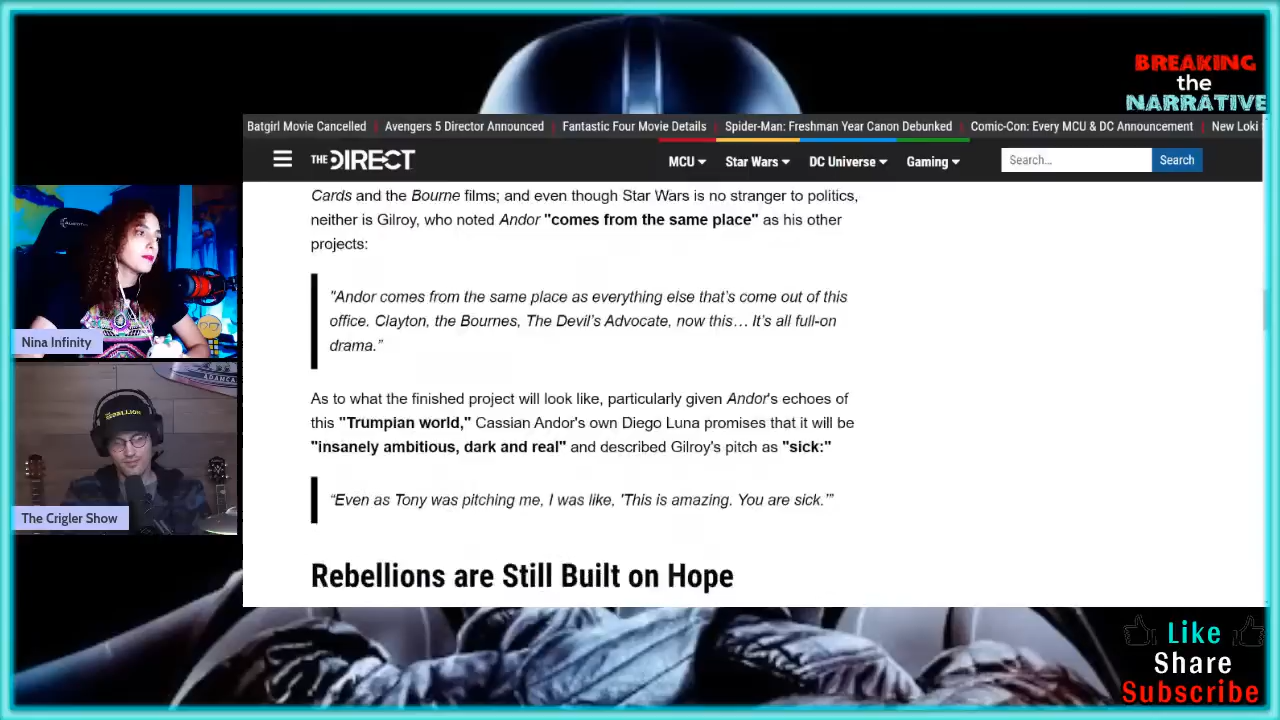 BREAKING
the
NARRATIVE
Batgirl Movie Cancelled | Avengers 5 Director Announced | Fantastic Four Movie Details | Spider-Man: Freshman Year Canon Debunked | Comic-Con: Every MCU & DC Announcement | New Loki
THE DIRECT MCU Star Wars DC Universe Gaming Search... Search
Cards and the Bourne films; and even though Star Wars is no stranger to politics,
neither is Gilroy, who noted Andor "comes from the same place" as his other
projects:
"Andor comes from the same place as everything else that's come out of this
office. Clayton, the Bournes, The Devil's Advocate, now this… It's all full-on
drama.”
As to what the finished project will look like, particularly given Andor's echoes of
this "Trumpian world," Cassian Andor's own Diego Luna promises that it will be
"insanely ambitious, dark and real" and described Gilroy's pitch as "sick:"
“Even as Tony was pitching me, I was like, 'This is amazing. You are sick.'”
Rebellions are Still Built on Hope
Nina Infinity
REBELLION
The Crigler Show
Like
Share
Subscribe